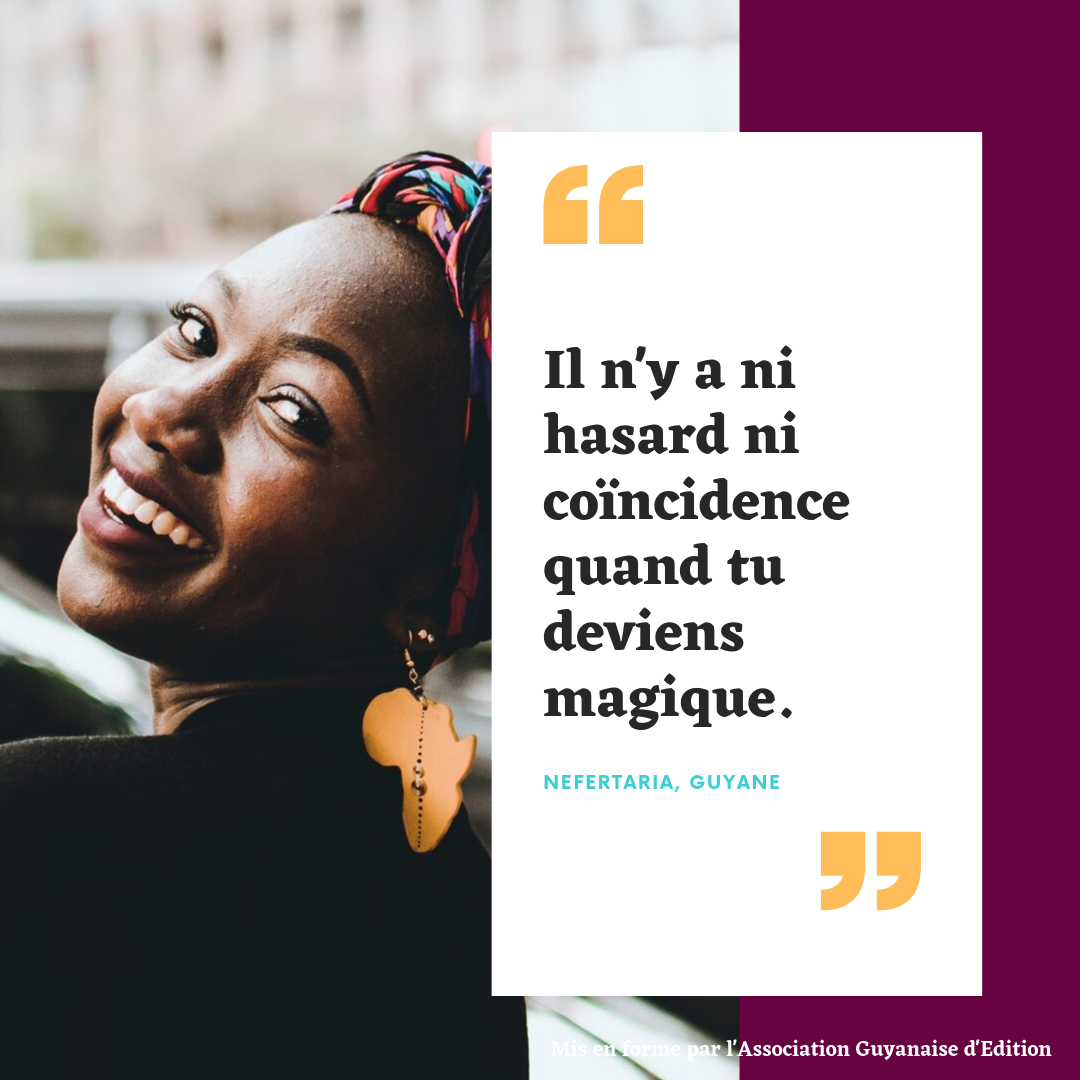 Il n'y a ni
hasard ni
coïncidence
quand tu
deviens
magique.
NEFERTARIA, GUYANE
Mis en forme par l'Association Guyanaise d'Edition